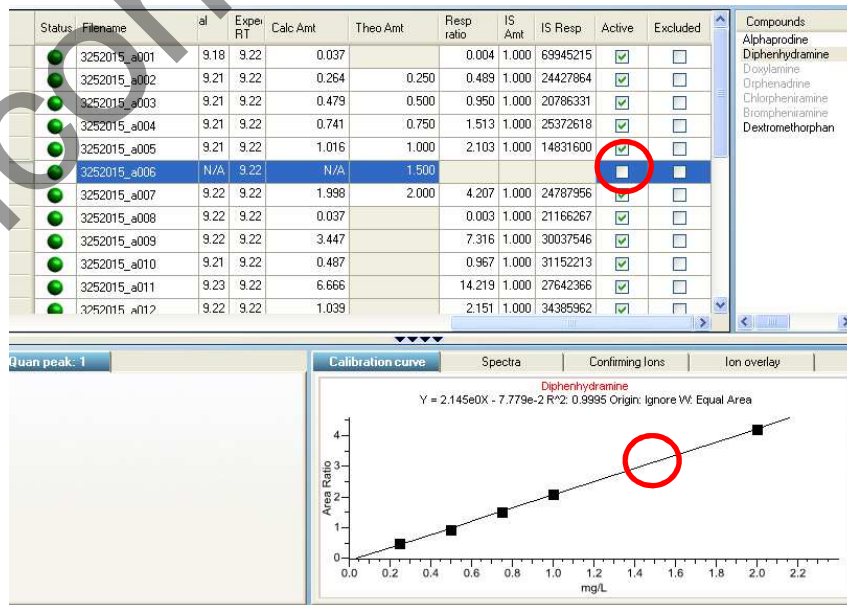 Status Filename al Expe RT Calc Amt Theo Amt Resp ratio IS Amt IS Resp Active Excluded
3252015_a001 9.18 9.22 0.037 0.004 1.000 69945215
3252015_a002 9.21 9.22 0.264 0.250 0.489 1.000 24427864
3252015_a003 9.21 9.22 0.479 0.500 0.950 1.000 20786331
3252015_a004 9.21 9.22 0.741 0.750 1.513 1.000 25372618
3252015_a005 9.21 9.22 1.016 1.000 2.103 1.000 14831600
3252015_a006 N/A 9.22 N/A 1.500
3252015_a007 9.22 9.22 1.998 2.000 4.207 1.000 24787956
3252015_a008 9.22 9.22 0.037 0.003 1.000 21166267
3252015_a009 9.22 9.22 3.447 7.316 1.000 30037546
3252015_a010 9.21 9.22 0.487 0.967 1.000 31152213
3252015_a011 9.23 9.22 6.666 14.219 1.000 27642366
3252015_a012 9.22 9.22 1.039 2.151 1.000 34385962
Compounds
Alphaprodine
Diphenhydramine
Doxylamine
Orphenadrine
Chlorpheniramine
Brompheniramine
Dextromethorphan
Quan peak: 1
Calibration curve Spectra Confirming Ions Ion overlay
Diphenhydramine
Y = 2.145e0X - 7.779e-2 R^2: 0.9995 Origin: Ignore W: Equal Area
Area Ratio
4
3
2
1
0
0.0 0.2 0.4 0.6 0.8 1.0 1.2 1.4 1.6 1.8 2.0 2.2
mg/L